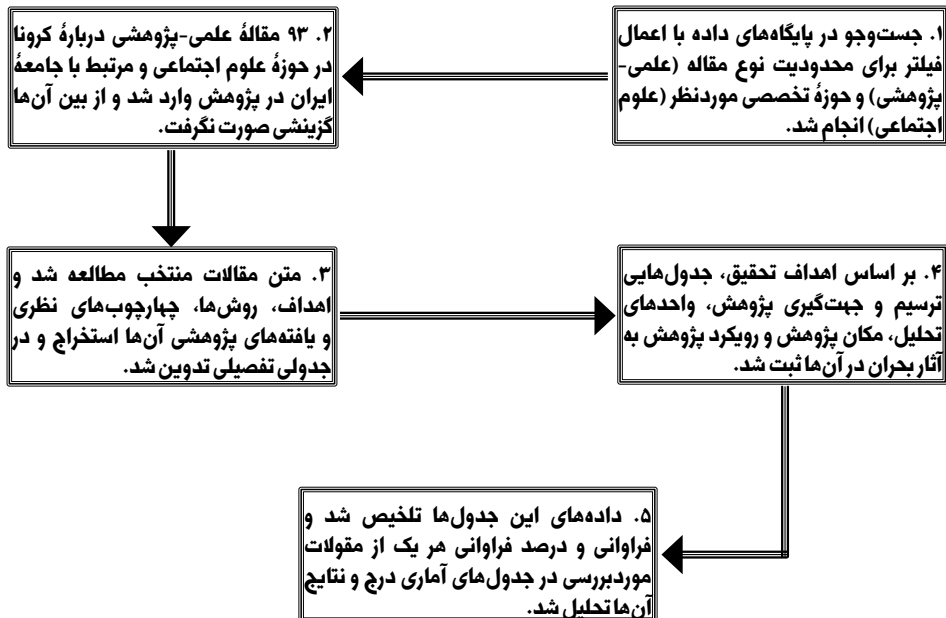 ۱. جست‌وجو در پایگاه‌های داده با اعمال
فیلتر برای محدودیت نوع مقاله (علمی-
پژوهشی) و حوزهٔ تخصصی موردنظر (علوم
اجتماعی) انجام شد.
۲. ۹۳ مقالهٔ علمی-پژوهشی دربارهٔ کرونا
در حوزهٔ علوم اجتماعی و مرتبط با جامعهٔ
ایران در پژوهش وارد شد و از بین آن‌ها
گزینشی صورت نگرفت.
۳. متن مقالات منتخب مطالعه شد و
اهداف، روش‌ها، چهارچوب‌های نظری
و یافته‌های پژوهشی آن‌ها استخراج و در
جدولی تفصیلی تدوین شد.
۴. بر اساس اهداف تحقیق، جدول‌هایی
ترسیم و جهت‌گیری پژوهش، واحدهای
تحلیل، مکان پژوهش و رویکرد پژوهش به
آثار بحران در آن‌ها ثبت شد.
۵. داده‌های این جدول‌ها تلخیص شد و
فراوانی و درصد فراوانی هر یک از مقولات
موردبررسی در جدول‌های آماری درج و نتایج
آن‌ها تحلیل شد.